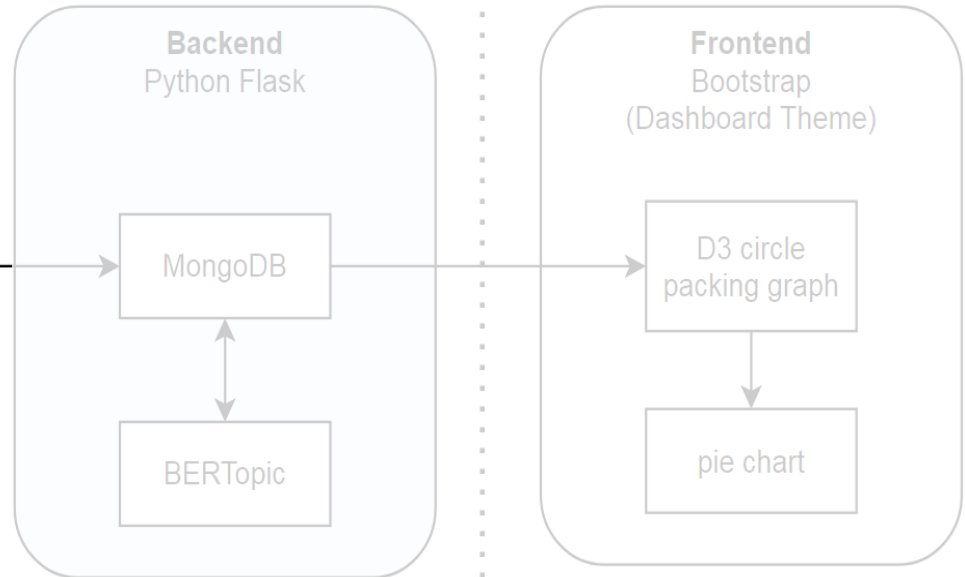 Backend
Python Flask
MongoDB
BERTopic
Frontend
Bootstrap
(Dashboard Theme)
D3 circle
packing graph
pie chart